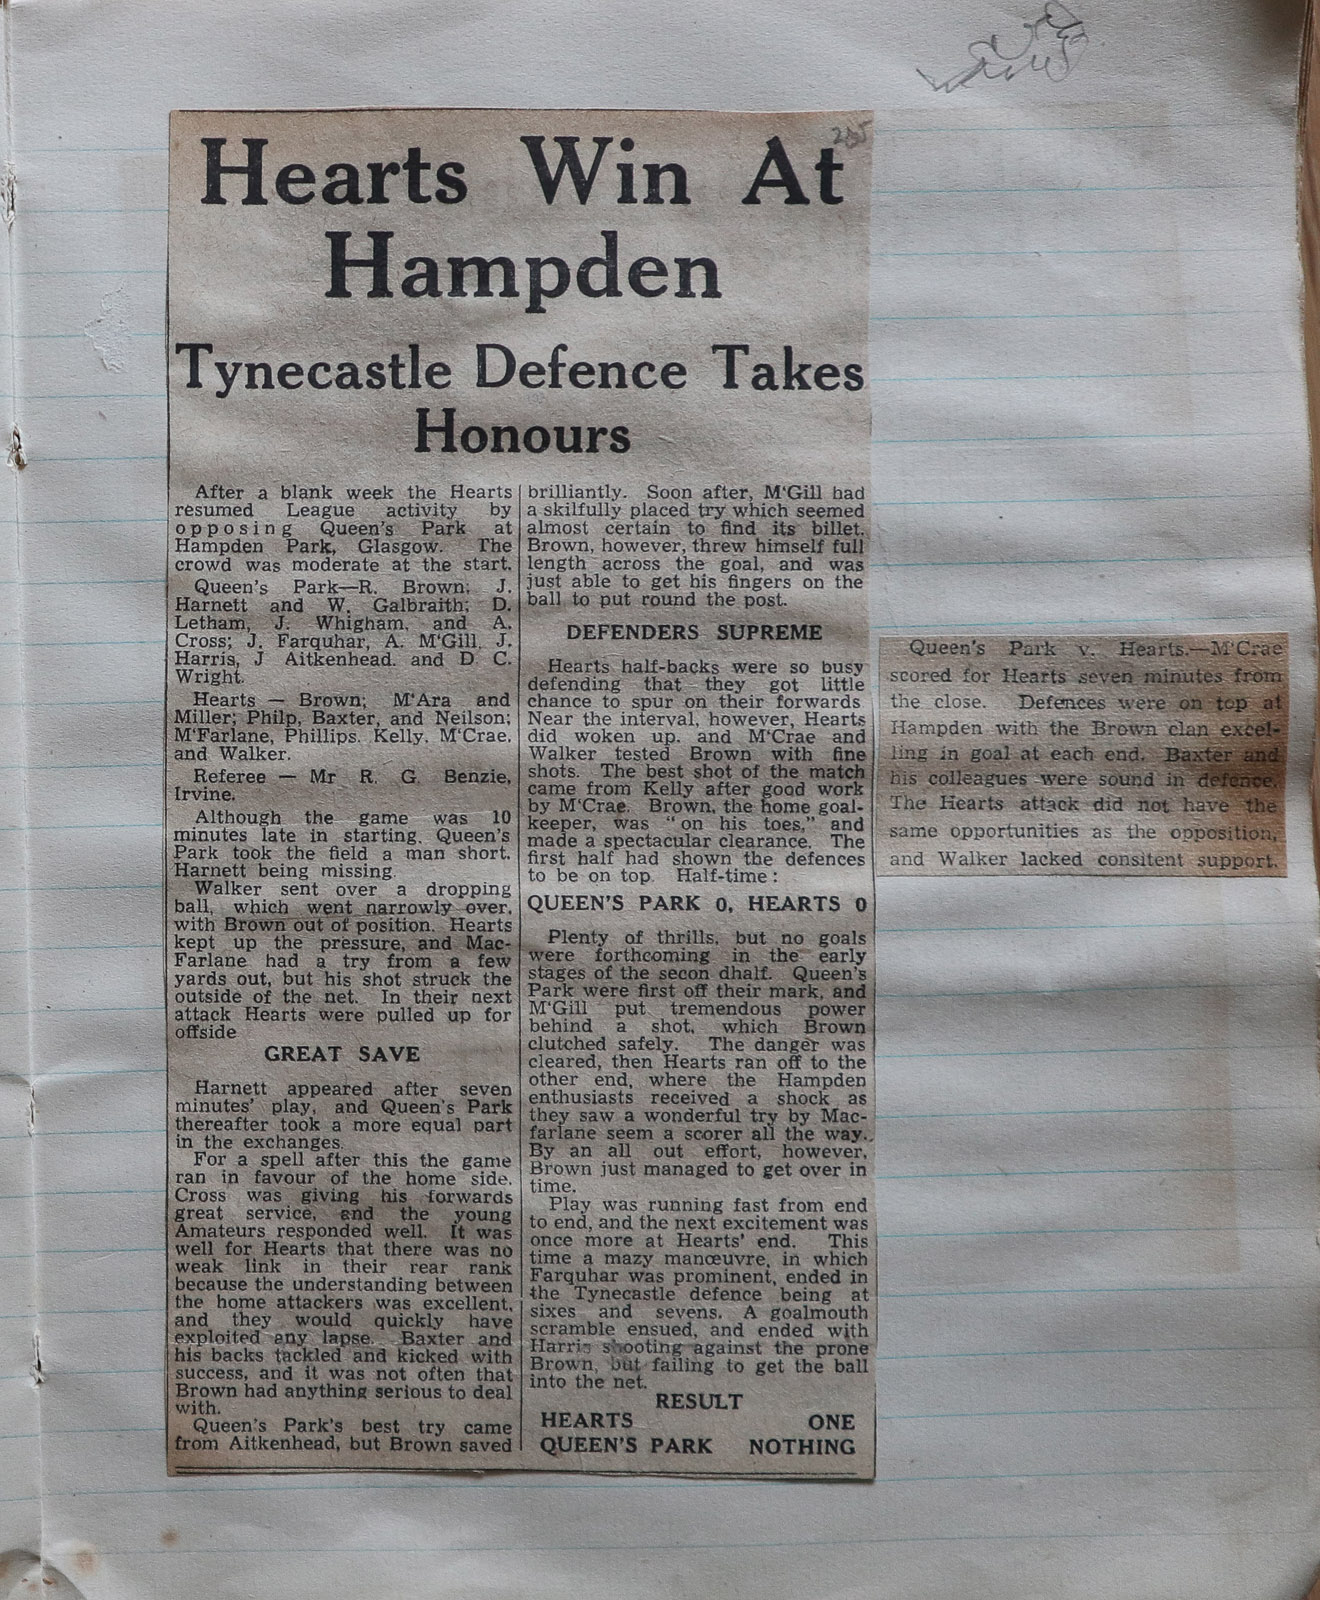 Hearts Win At
Hampden
Tynecastle Defence Takes
Honours
After a blank week the Hearts
resumed League activity by
opposing Queen's Park at
Hampden Park, Glasgow. The
crowd was moderate at the start.
Queen's Park—R. Brown; J.
Harnett and W. Galbraith; D.
Letham, J. Whigham, and A.
Cross; J. Farquhar, A. M'Gill, J.
Harris, J Aitkenhead. and D C.
Wright.
Hearts — Brown; M'Ara and
Miller; Philp, Baxter, and Neilson;
M'Farlane, Phillips. Kelly. M'Crae.
and Walker.
Referee — Mr R. G. Benzie,
Irvine.
Although the game was 10
minutes late in starting, Queen's
Park took the field a man short.
Harnett being missing.
Walker sent over a dropping
ball, which went narrowly over,
with Brown out of position. Hearts
kept up the pressure, and Mac-
Farlane had a try from a few
yards out, but his shot struck the
outside of the net. In their next
attack Hearts were pulled up for
offside
GREAT SAVE
Harnett appeared after seven
minutes' play, and Queen's Park
thereafter took a more equal part
in the exchanges.
For a spell after this the game
ran in favour of the home side.
Cross was giving his forwards
great service, and the young
Amateurs responded well. It was
well for Hearts that there was no
weak link in their rear rank
because the understanding between
the home attackers was excellent,
and they would quickly have
exploited any lapse. Baxter and
his backs tackled and kicked with
success, and it was not often that
Brown had anything serious to deal
with.
Queen's Park's best try came
from Aitkenhead, but Brown saved
brilliantly. Soon after, M'Gill had
a skilfully placed try which seemed
almost certain to find its billet.
Brown, however, threw himself full
length across the goal, and was
just able to get his fingers on the
ball to put round the post.
DEFENDERS SUPREME
Hearts half-backs were so busy
defending that they got little
chance to spur on their forwards
Near the interval, however, Hearts
did woken up. and M'Crae and
Walker tested Brown with fine
shots. The best shot of the match
came from Kelly after good work
by M'Crae. Brown, the home goal-
keeper, was "on his toes," and
made a spectacular clearance. The
first half had shown the defences
to be on top. Half-time:
QUEEN'S PARK 0, HEARTS 0
Plenty of thrills, but no goals
were forthcoming in the early
stages of the secon dhalf. Queen's
Park were first off their mark, and
M'Gill put tremendous power
behind a shot, which Brown
clutched safely. The danger was
cleared, then Hearts ran off to the
other end, where the Hampden
enthusiasts received a shock as
they saw a wonderful try by Mac-
farlane seem a scorer all the way.
By an all out effort, however,
Brown just managed to get over in
time.
Play was running fast from end
to end, and the next excitement was
once more at Hearts' end. This
time a mazy manœuvre, in which
Farquhar was prominent, ended in
the Tynecastle defence being at
sixes and sevens. A goalmouth
scramble ensued, and ended with
Harris shooting against the prone
Brown, but failing to get the ball
into the net.
RESULT
HEARTS ONE
QUEEN'S PARK NOTHING
Queen's Park v. Hearts.—M'Crae
scored for Hearts seven minutes from
the close. Defences were on top at
Hampden with the Brown clan excel-
ling in goal at each end. Baxter and
his colleagues were sound in defence.
The Hearts attack did not have the
same opportunities as the opposition,
and Walker lacked consitent support.